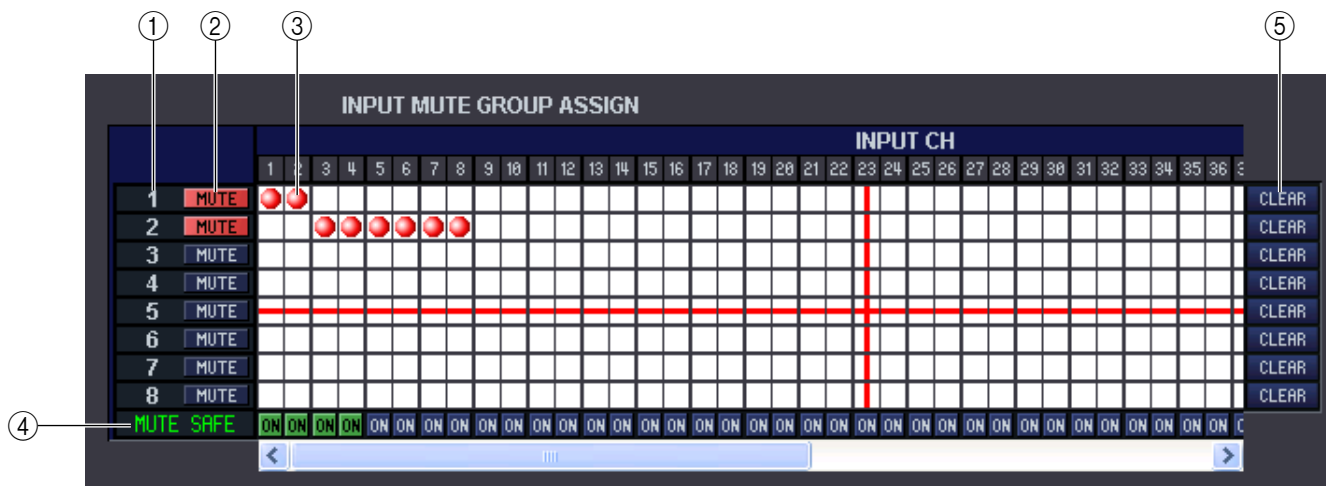 ① ② ③ ⑤
INPUT MUTE GROUP ASSIGN
INPUT CH
1 2 3 4 5 6 7 8 9 10 11 12 13 14 15 16 17 18 19 20 21 22 23 24 25 26 27 28 29 30 31 32 33 34 35 36
1 MUTE CLEAR
2 MUTE CLEAR
3 MUTE CLEAR
4 MUTE CLEAR
5 MUTE CLEAR
6 MUTE CLEAR
7 MUTE CLEAR
8 MUTE CLEAR
④ MUTE SAFE ON ON ON ON ON ON ON ON ON ON ON ON ON ON ON ON ON ON ON ON ON ON ON ON ON ON ON ON ON ON ON ON ON ON ON ON